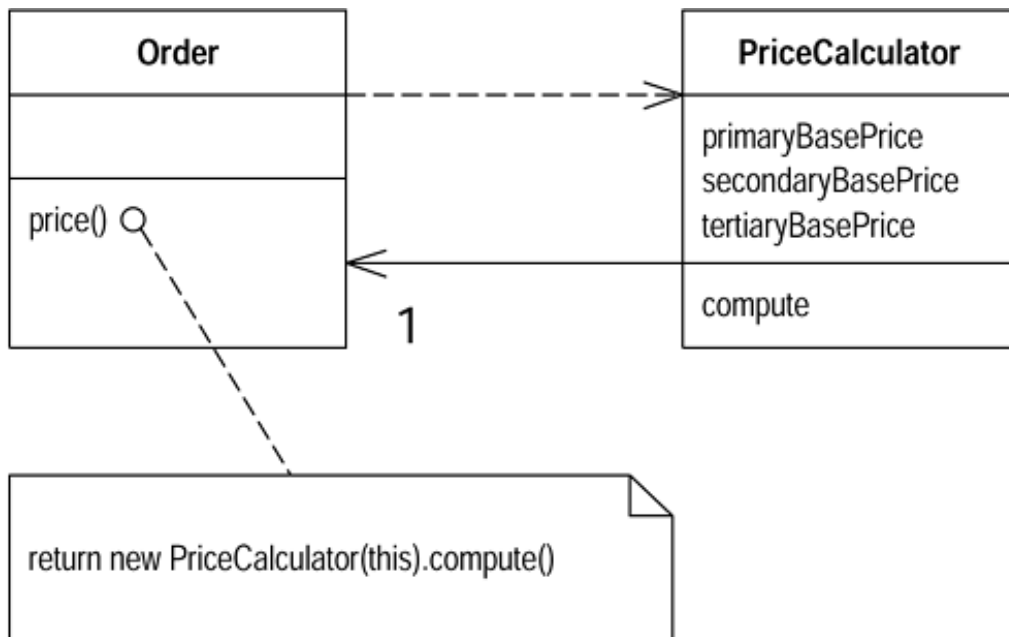 Order
price()
PriceCalculator
primaryBasePrice
secondaryBasePrice
tertiaryBasePrice
compute
1
return new PriceCalculator(this).compute()